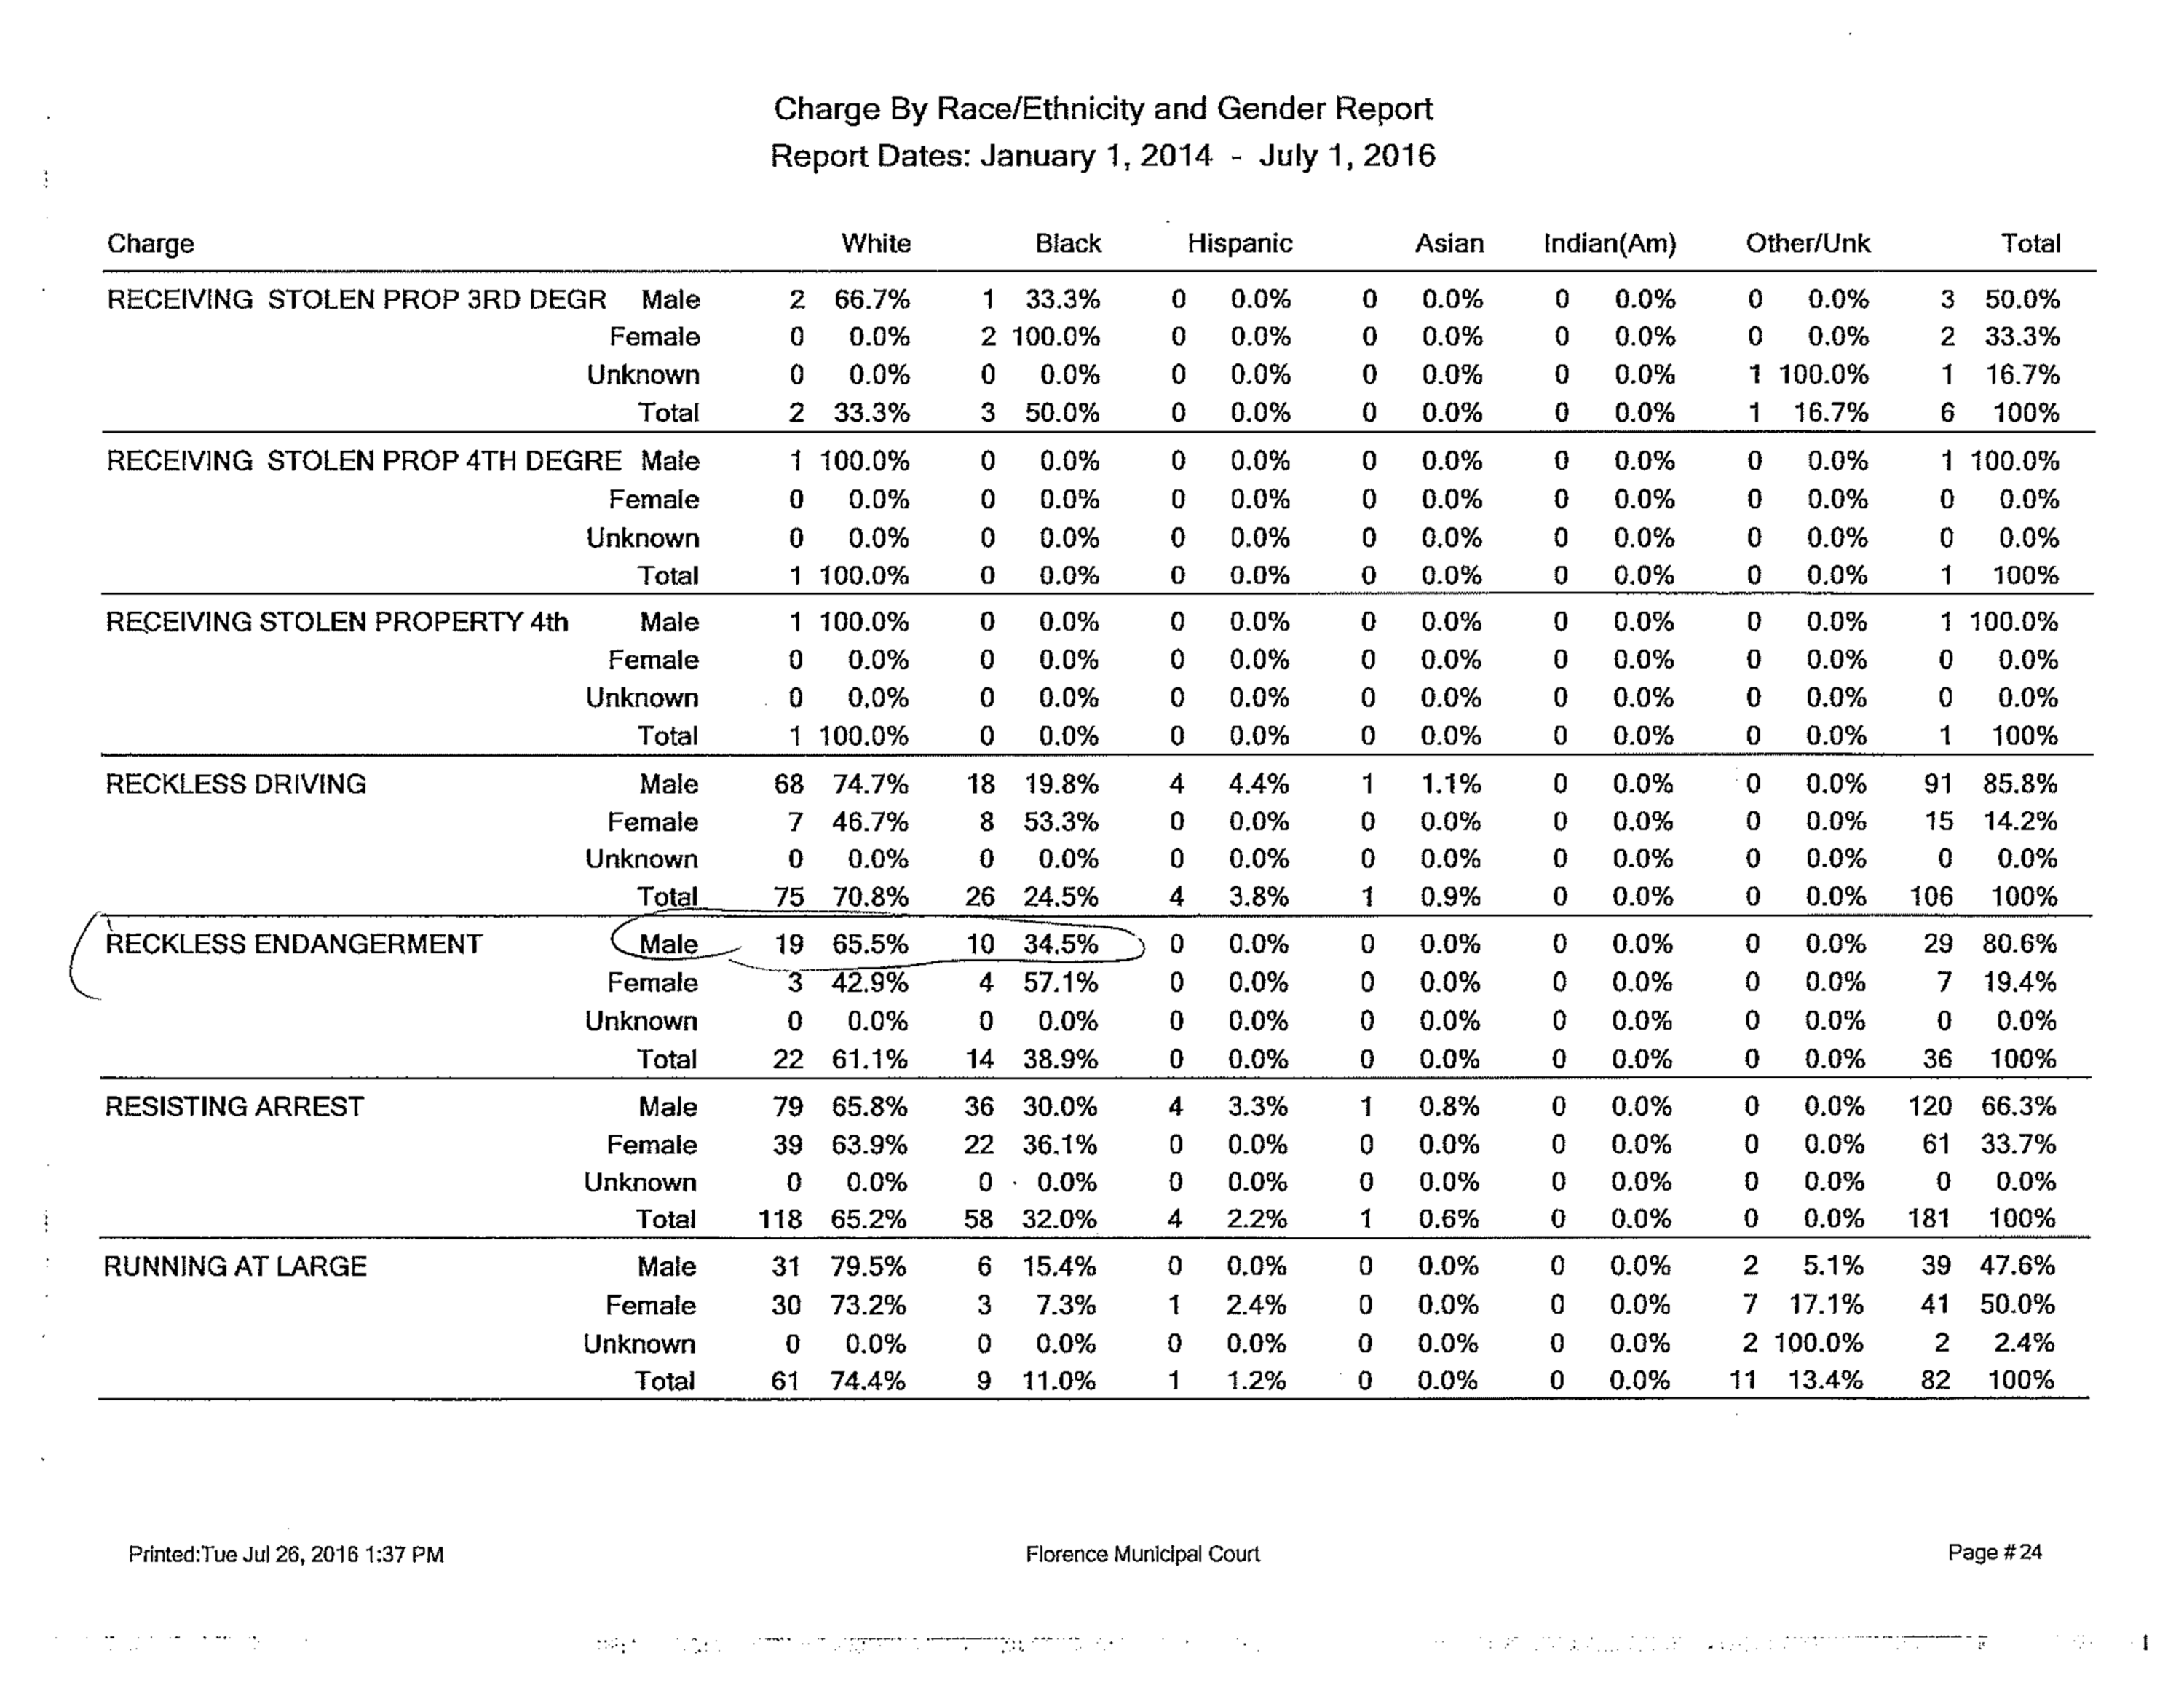 Charge By Race/Ethnicity and Gender Report
Report Dates: January 1, 2014 - July 1, 2016
Charge White Black Hispanic Asian Indian(Am) Other/Unk Total
RECEIVING STOLEN PROP 3RD DEGR Male 2 66.7% 1 33.3% 0 0.0% 0 0.0% 0 0.0% 0 0.0% 3 50.0%
Female 0 0.0% 2 100.0% 0 0.0% 0 0.0% 0 0.0% 0 0.0% 2 33.3%
Unknown 0 0.0% 0 0.0% 0 0.0% 0 0.0% 0 0.0% 1 100.0% 1 16.7%
Total 2 33.3% 3 50.0% 0 0.0% 0 0.0% 0 0.0% 1 16.7% 6 100%
RECEIVING STOLEN PROP 4TH DEGRE Male 1 100.0% 0 0.0% 0 0.0% 0 0.0% 0 0.0% 0 0.0% 1 100.0%
Female 0 0.0% 0 0.0% 0 0.0% 0 0.0% 0 0.0% 0 0.0% 0 0.0%
Unknown 0 0.0% 0 0.0% 0 0.0% 0 0.0% 0 0.0% 0 0.0% 0 0.0%
Total 1 100.0% 0 0.0% 0 0.0% 0 0.0% 0 0.0% 0 0.0% 1 100%
RECEIVING STOLEN PROPERTY 4th Male 1 100.0% 0 0.0% 0 0.0% 0 0.0% 0 0.0% 0 0.0% 1 100.0%
Female 0 0.0% 0 0.0% 0 0.0% 0 0.0% 0 0.0% 0 0.0% 0 0.0%
Unknown 0 0.0% 0 0.0% 0 0.0% 0 0.0% 0 0.0% 0 0.0% 0 0.0%
Total 1 100.0% 0 0.0% 0 0.0% 0 0.0% 0 0.0% 0 0.0% 1 100%
RECKLESS DRIVING Male 68 74.7% 18 19.8% 4 4.4% 1 1.1% 0 0.0% 0 0.0% 91 85.8%
Female 7 46.7% 8 53.3% 0 0.0% 0 0.0% 0 0.0% 0 0.0% 15 14.2%
Unknown 0 0.0% 0 0.0% 0 0.0% 0 0.0% 0 0.0% 0 0.0% 0 0.0%
Total 75 70.8% 26 24.5% 4 3.8% 1 0.9% 0 0.0% 0 0.0% 106 100%
RECKLESS ENDANGERMENT Male 19 65.5% 10 34.5% 0 0.0% 0 0.0% 0 0.0% 0 0.0% 29 80.6%
Female 3 42.9% 4 57.1% 0 0.0% 0 0.0% 0 0.0% 0 0.0% 7 19.4%
Unknown 0 0.0% 0 0.0% 0 0.0% 0 0.0% 0 0.0% 0 0.0% 0 0.0%
Total 22 61.1% 14 38.9% 0 0.0% 0 0.0% 0 0.0% 0 0.0% 36 100%
RESISTING ARREST Male 79 65.8% 36 30.0% 4 3.3% 1 0.8% 0 0.0% 0 0.0% 120 66.3%
Female 39 63.9% 22 36.1% 0 0.0% 0 0.0% 0 0.0% 0 0.0% 61 33.7%
Unknown 0 0.0% 0 0.0% 0 0.0% 0 0.0% 0 0.0% 0 0.0% 0 0.0%
Total 118 65.2% 58 32.0% 4 2.2% 1 0.6% 0 0.0% 0 0.0% 181 100%
RUNNING AT LARGE Male 31 79.5% 6 15.4% 0 0.0% 0 0.0% 0 0.0% 2 5.1% 39 47.6%
Female 30 73.2% 3 7.3% 1 2.4% 0 0.0% 0 0.0% 7 17.1% 41 50.0%
Unknown 0 0.0% 0 0.0% 0 0.0% 0 0.0% 0 0.0% 2 100.0% 2 2.4%
Total 61 74.4% 9 11.0% 1 1.2% 0 0.0% 0 0.0% 11 13.4% 82 100%
Printed:Tue Jul 26, 2016 1:37 PM Florence Municipal Court Page # 24